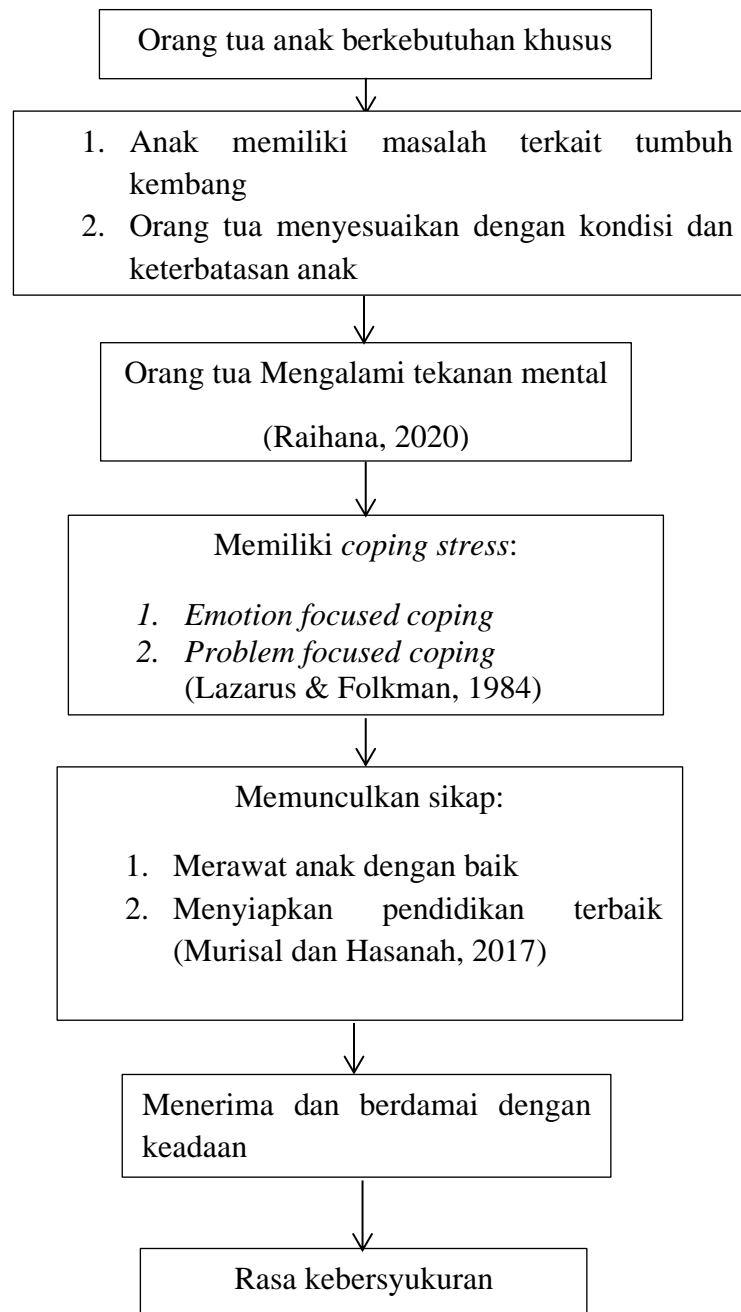 Orang tua anak berkebutuhan khusus
1. Anak memiliki masalah terkait tumbuh
kembang
2. Orang tua menyesuaikan dengan kondisi dan
keterbatasan anak
Orang tua Mengalami tekanan mental
(Raihana, 2020)
Memiliki coping stress:
1. Emotion focused coping
2. Problem focused coping
(Lazarus & Folkman, 1984)
Memunculkan sikap:
1. Merawat anak dengan baik
2. Menyiapkan pendidikan terbaik
(Murisal dan Hasanah, 2017)
Menerima dan berdamai dengan
keadaan
Rasa kebersyukuran